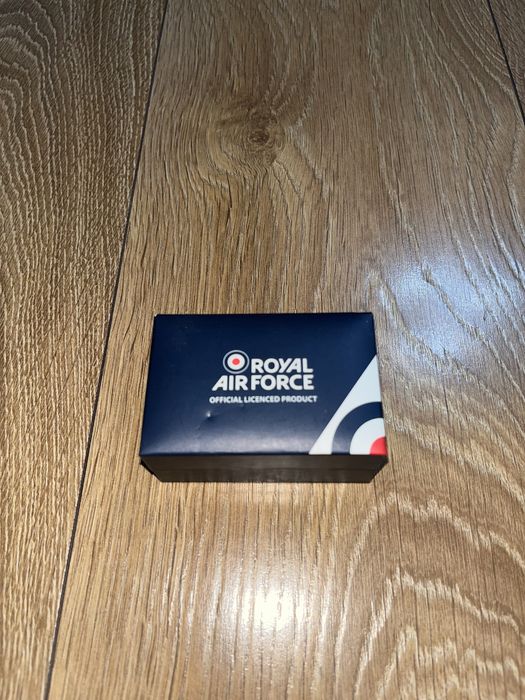 ROYAL
AIR FORCE
OFFICIAL LICENCED PRODUCT